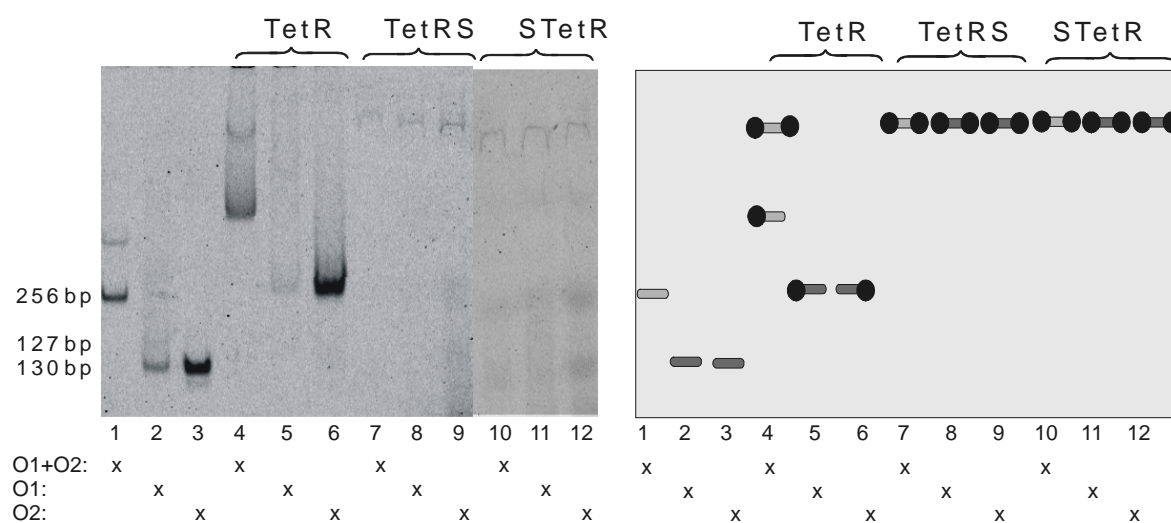 TetR TetRS STetR
TetR TetRS STetR
256 bp
127 bp
130 bp
1 2 3 4 5 6 7 8 9 10 11 12
1 2 3 4 5 6 7 8 9 10 11 12
O1+O2: x x x x x x x x
O1: x x x x x x x x
O2: x x x x x x x x